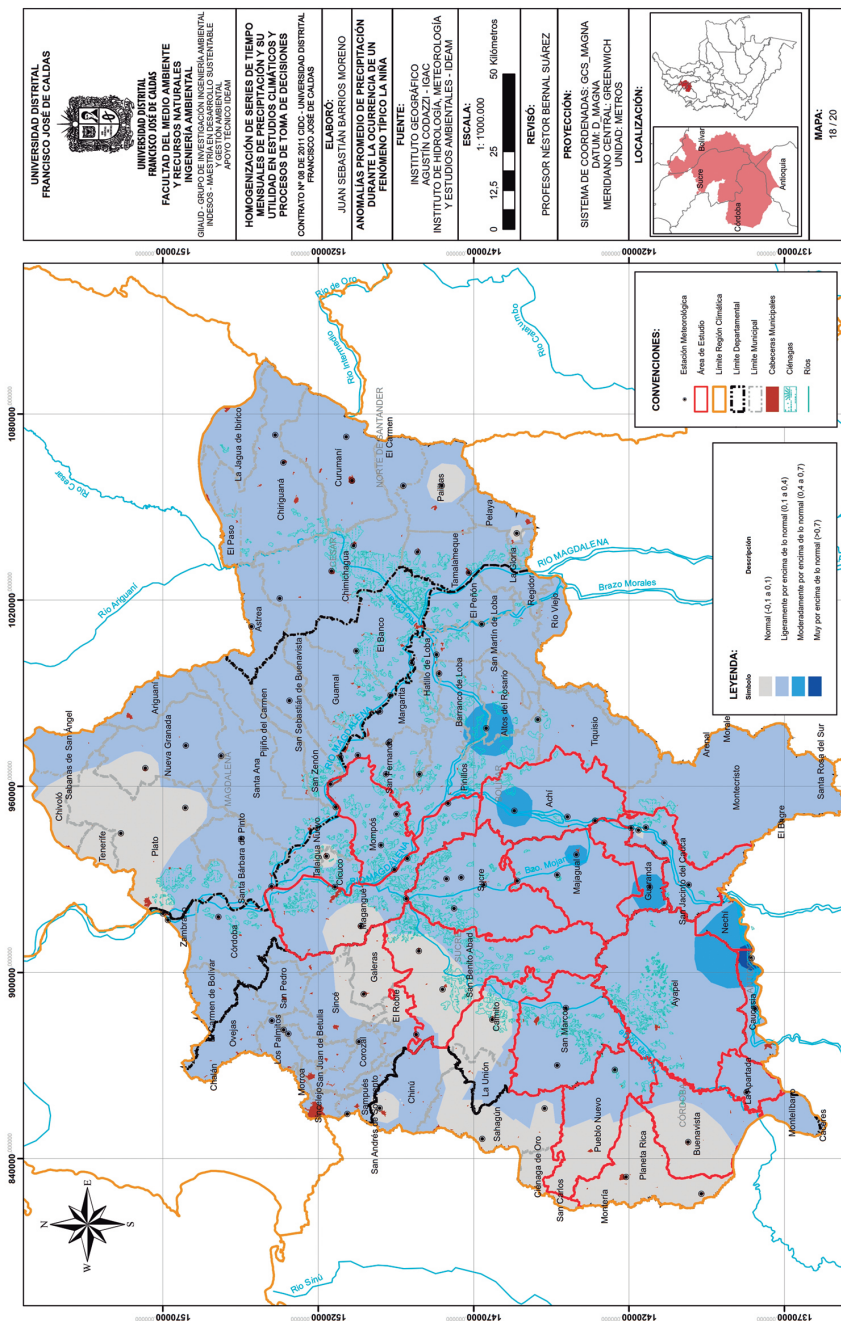 UNIVERSIDAD DISTRITAL
FRANCISCO JOSÉ DE CALDAS
UNIVERSIDAD DISTRITAL
FRANCISCO JOSÉ DE CALDAS
FACULTAD DEL MEDIO AMBIENTE
Y RECURSOS NATURALES
INGENIERÍA AMBIENTAL
GIIAUD - GRUPO DE INVESTIGACIÓN INGENIERÍA AMBIENTAL
INDESOS - MAESTRÍA EN DESARROLLO SUSTENTABLE
Y GESTIÓN AMBIENTAL
APOYO TÉCNICO IDEAM
HOMOGENIZACIÓN DE SERIES DE TIEMPO
MENSUALES DE PRECIPITACIÓN Y SU
UTILIDAD EN ESTUDIOS CLIMÁTICOS Y
PROCESOS DE TOMA DE DECISIONES
CONTRATO Nº 08 DE 2011 CIDC - UNIVERSIDAD DISTRITAL
FRANCISCO JOSÉ DE CALDAS
ELABORÓ:
JUAN SEBASTIÁN BARRIOS MORENO
ANOMALÍAS PROMEDIO DE PRECIPITACIÓN
DURANTE LA OCURRENCIA DE UN
FENÓMENO TÍPICO LA NIÑA
FUENTE:
INSTITUTO GEOGRÁFICO
AGUSTÍN CODAZZI - IGAC
INSTITUTO DE HIDROLOGÍA, METEOROLOGÍA
Y ESTUDIOS AMBIENTALES - IDEAM
ESCALA:
1: 1'000.000
0 12,5 25 50 Kilómetros
REVISÓ:
PROFESOR NÉSTOR BERNAL SUÁREZ
PROYECCIÓN:
SISTEMA DE COORDENADAS: GCS_MAGNA
DATUM: D_MAGNA
MERIDIANO CENTRAL: GREENWICH
UNIDAD: METROS
LOCALIZACIÓN:
Sucre
Bolívar
Córdoba
Antioquia
MAPA:
18 / 20
840000
900000
960000
1020000
1080000
1570000
1520000
1470000
1420000
1370000
1570000
1520000
1470000
1420000
1370000
N
W
E
S
Río Cesar
Río Ariguaní
Río Sinú
Río Intermedio
Río de Oro
Río Catatumbo
RÍO MAGDALENA
Brazo Morales
Chivoló
Sabanas de San Ángel
Tenerife
Plato
Nueva Granada
Ariguaní
MAGDALENA
Santa Ana
Pijiño del Carmen
San Sebastián de Buenavista
San Zenón
Santa Bárbara de Pinto
Zambrano
Córdoba
Carmen de Bolívar
Ovejas
Chalán
San Pedro
Los Palmitos
San Juan de Betulia
Morroa
Sincelejo
Corozal
Sincé
Galeras
El Roble
Sampués
San Andrés de Sotavento
Chinú
Sahagún
La Unión
Caimito
San Benito Abad
SUCRE
Magangué
Cicuco
Talaigua Nuevo
Mompós
San Fernando
Margarita
Guamal
El Banco
Hatillo de Loba
Barranco de Loba
San Martín de Loba
El Peñón
Altos del Rosario
Pinillos
BOLÍVAR
Astrea
El Paso
La Jagua de Ibirico
Chiriguaná
Curumaní
Chimichagua
CESAR
NORTE DE SANTANDER
El Carmen
Pailitas
Pelaya
Tamalameque
La Gloria
Regidor
Río Viejo
Tiquisio
Achí
Sucre
Bzo. Mojana
Majagual
Guaranda
San Jacinto del Cauca
San Marcos
Ayapel
Nechí
Caucasia
La Apartada
Montelíbano
Cáceres
Ciénaga de Oro
San Carlos
Pueblo Nuevo
Planeta Rica
Montería
CÓRDOBA
Buenavista
Montecristo
Arenal
Morales
Santa Rosa del Sur
El Bagre
LEYENDA:
Símbolo
Descripción
Normal (-0,1 a 0,1)
Ligeramente por encima de lo normal (0,1 a 0,4)
Moderadamente por encima de lo normal (0,4 a 0,7)
Muy por encima de lo normal (>0,7)
CONVENCIONES:
Estación Meteorológica
Área de Estudio
Límite Región Climática
Límite Departamental
Límite Municipal
Cabeceras Municipales
Ciénagas
Ríos